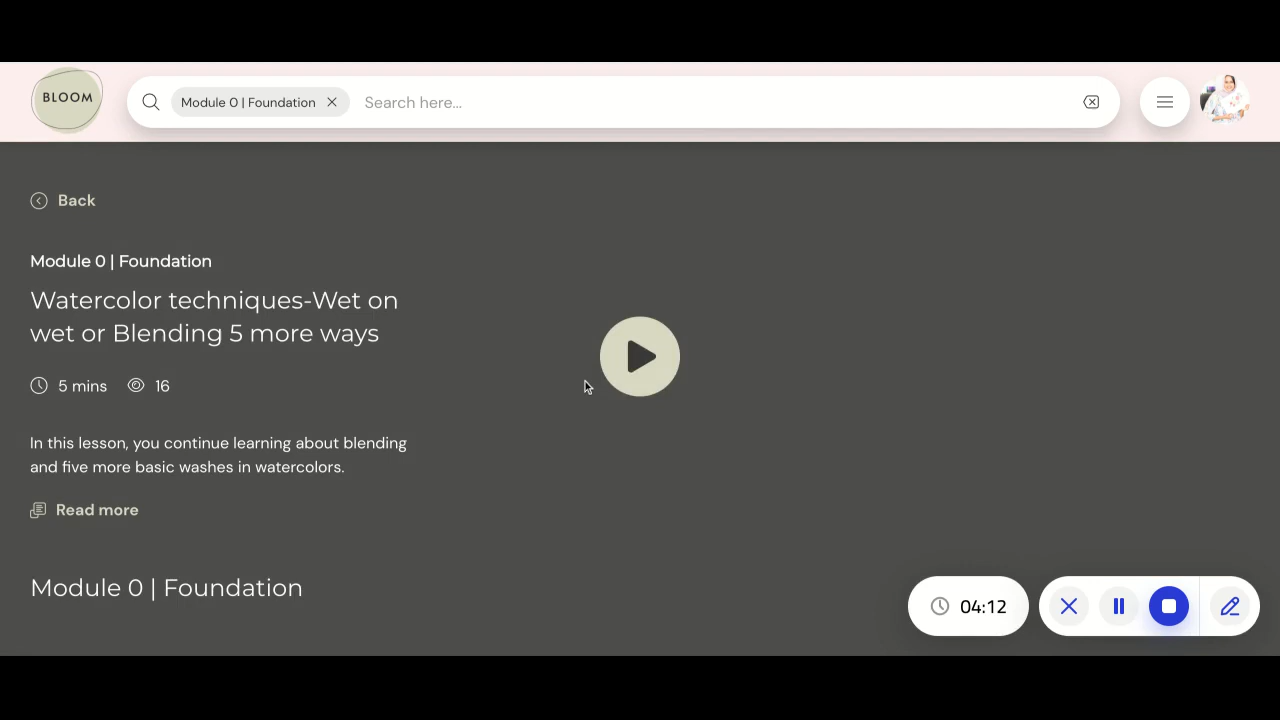 BLOOM
Module 0 | Foundation
Search here...
Back
Module 0 | Foundation
Watercolor techniques-Wet on
wet or Blending 5 more ways
5 mins
16
In this lesson, you continue learning about blending
and five more basic washes in watercolors.
Read more
Module 0 | Foundation
04:12